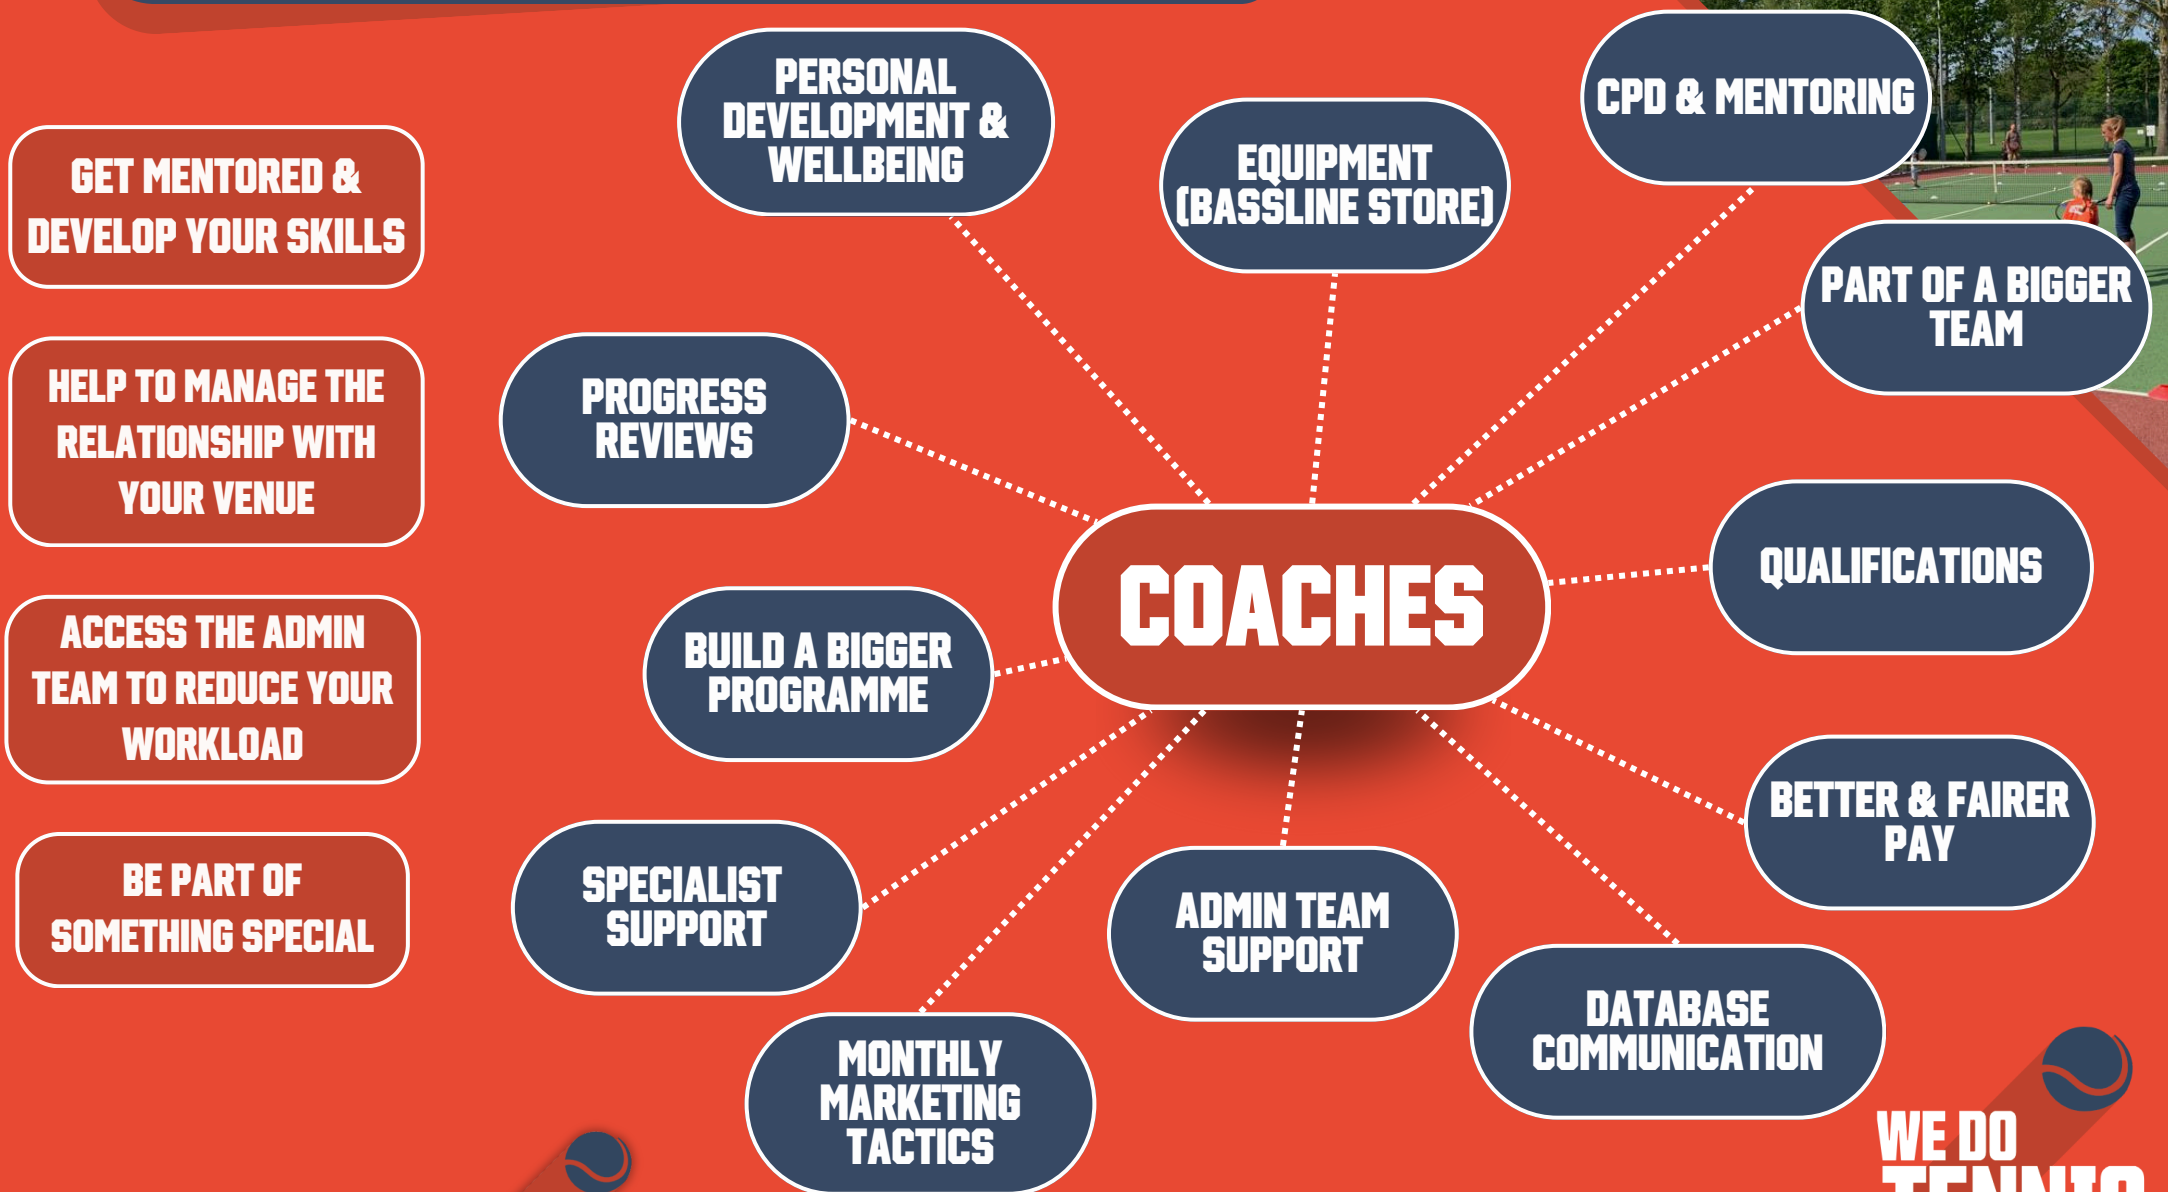 GET MENTORED &
DEVELOP YOUR SKILLS
HELP TO MANAGE THE
RELATIONSHIP WITH
YOUR VENUE
ACCESS THE ADMIN
TEAM TO REDUCE YOUR
WORKLOAD
BE PART OF
SOMETHING SPECIAL
PERSONAL
DEVELOPMENT &
WELLBEING
EQUIPMENT
(BASSLINE STORE)
CPD & MENTORING
PART OF A BIGGER
TEAM
PROGRESS
REVIEWS
COACHES
QUALIFICATIONS
BUILD A BIGGER
PROGRAMME
BETTER & FAIRER
PAY
SPECIALIST
SUPPORT
ADMIN TEAM
SUPPORT
DATABASE
COMMUNICATION
MONTHLY
MARKETING
TACTICS
WE DO
TENNIS